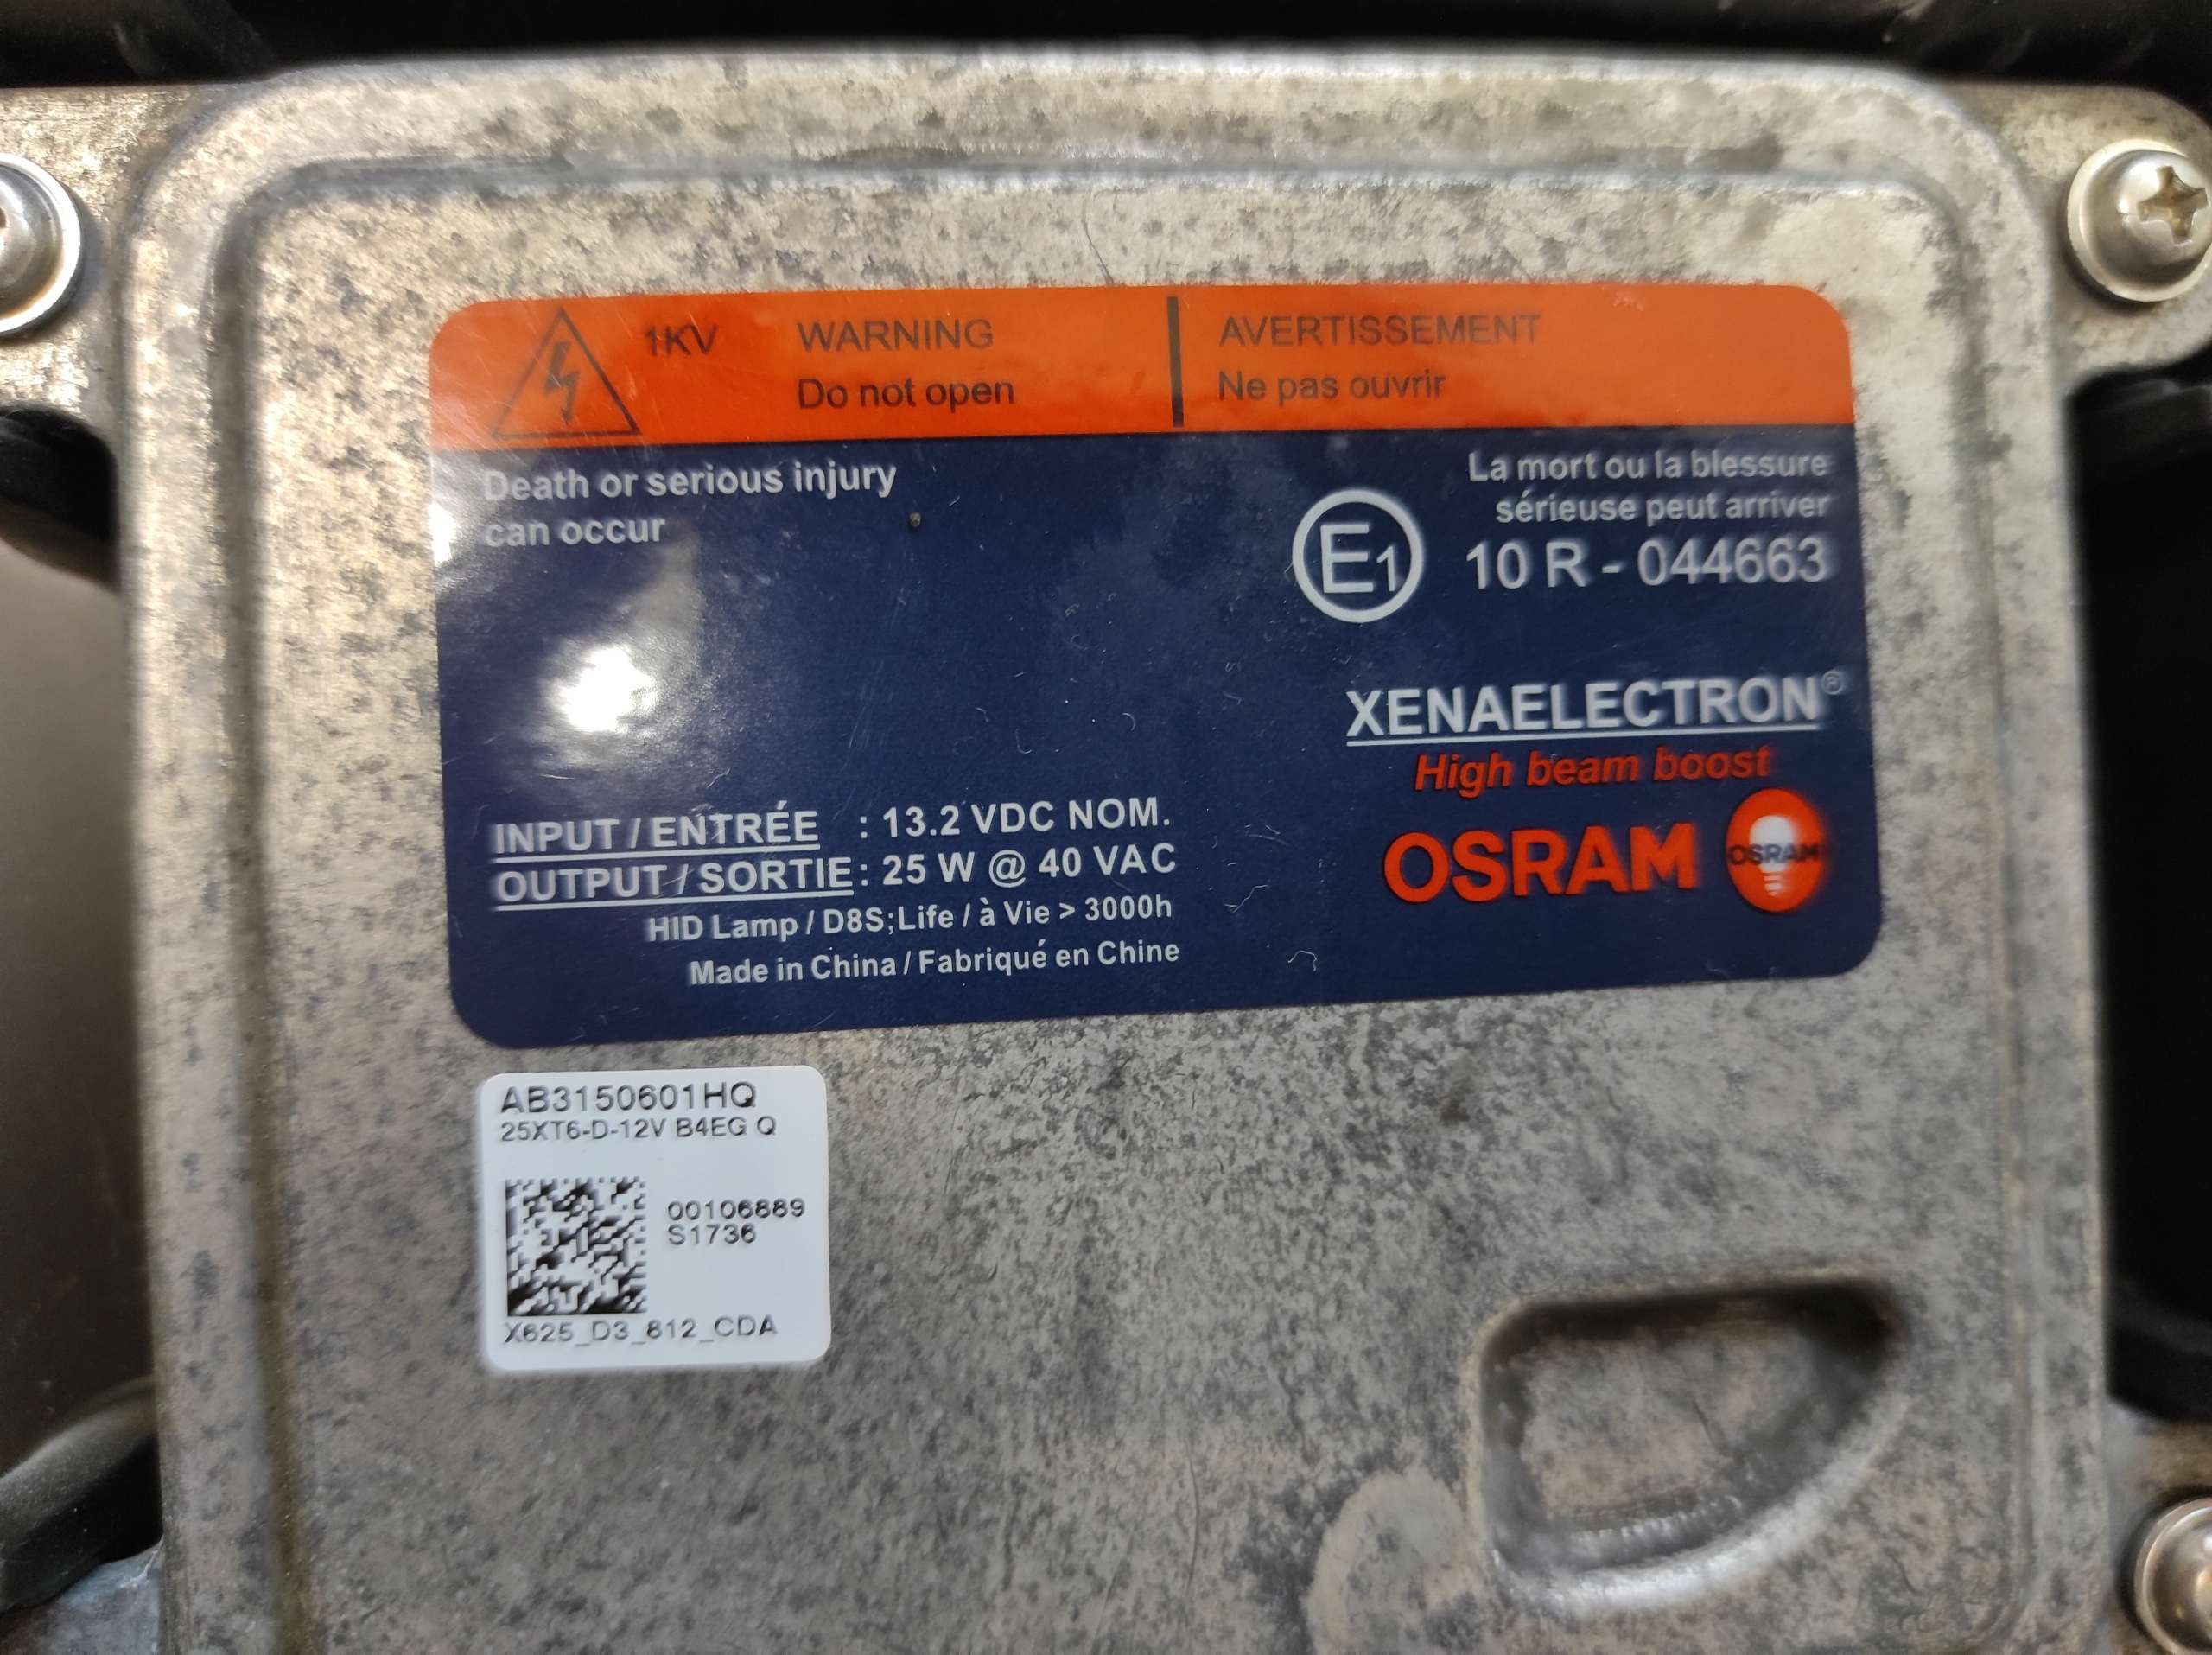 1KV WARNING AVERTISSEMENT
Do not open Ne pas ouvrir
Death or serious injury
can occur
La mort ou la blessure
sérieuse peut arriver
E1 10 R - 044663
XENAELECTRON®
High beam boost
OSRAM OSRAM
INPUT / ENTRÉE : 13.2 VDC NOM.
OUTPUT / SORTIE : 25 W @ 40 VAC
HID Lamp / D8S;Life / à Vie > 3000h
Made in China / Fabriqué en Chine
AB3150601HQ
25XT6-D-12V B4EG Q
00106889
S1736
X625_D3_812_CDA